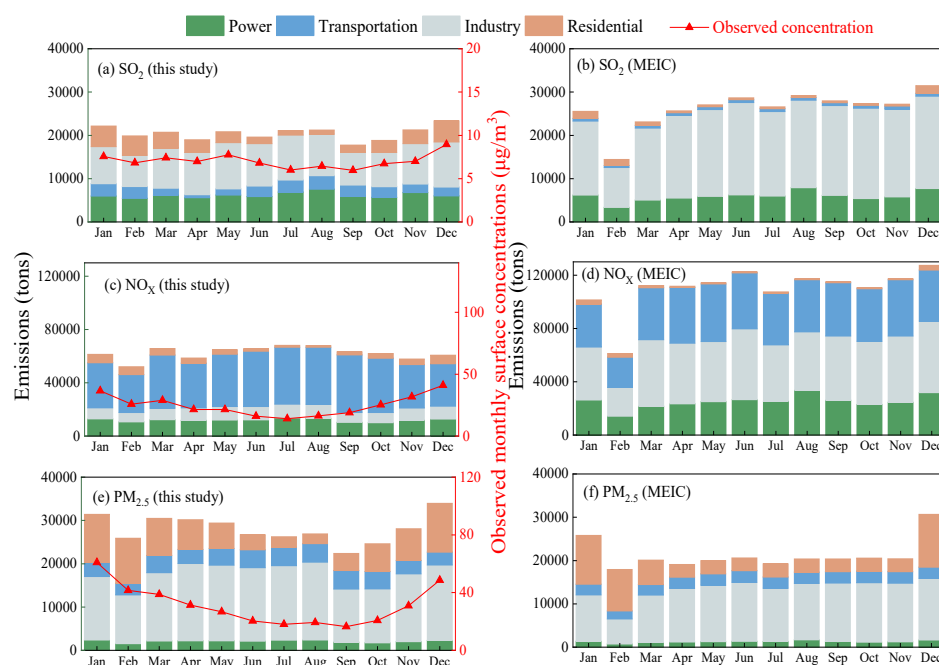 Power Transportation Industry Residential Observed concentration
40000 20 40000
(a) SO2 (this study) (b) SO2 (MEIC)
30000 15 30000
20000 10 20000
10000 5 10000
0 0 0
Jan Feb Mar Apr May Jun Jul Aug Sep Oct Nov Dec Jan Feb Mar Apr May Jun Jul Aug Sep Oct Nov Dec
Emissions (tons)
Observed monthly surface concentrations (μg/m3)
Emissions (tons)
(c) NOX (this study) (d) NOX (MEIC)
120000 120000
100
80000 80000
50
40000 40000
0 0 0
Jan Feb Mar Apr May Jun Jul Aug Sep Oct Nov Dec Jan Feb Mar Apr May Jun Jul Aug Sep Oct Nov Dec
40000 120 40000
(e) PM2.5 (this study) (f) PM2.5 (MEIC)
30000 80 30000
20000 20000
40
10000 10000
0 0 0
Jan Feb Mar Apr May Jun Jul Aug Sep Oct Nov Dec Jan Feb Mar Apr May Jun Jul Aug Sep Oct Nov Dec